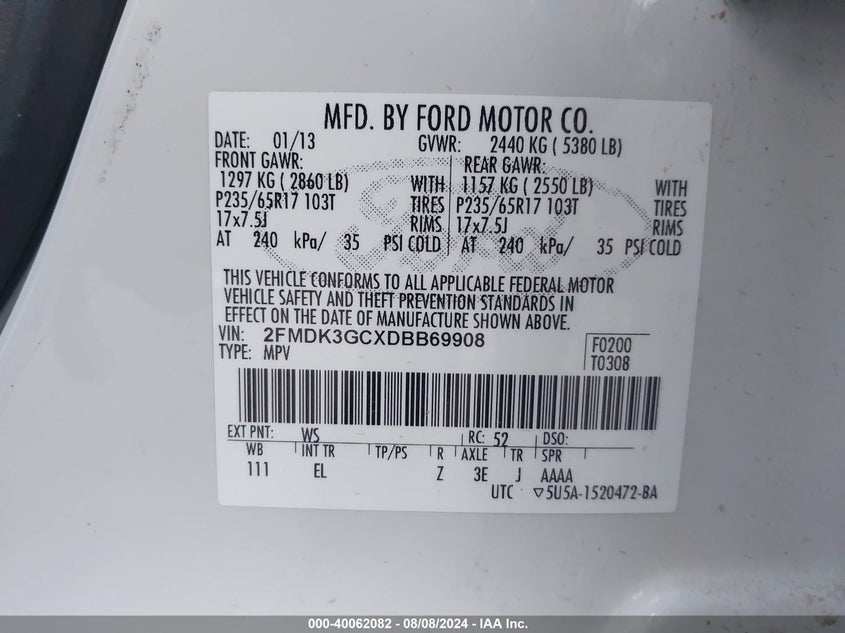 MFD. BY FORD MOTOR CO.
DATE: 01/13 GVWR: 2440 KG ( 5380 LB)
FRONT GAWR: REAR GAWR:
1297 KG ( 2860 LB) WITH 1157 KG ( 2550 LB) WITH
P235/65R17 103T TIRES P235/65R17 103T TIRES
17x7.5J RIMS 17x7.5J RIMS
AT 240 kPa/ 35 PSI COLD AT 240 kPa/ 35 PSI COLD
THIS VEHICLE CONFORMS TO ALL APPLICABLE FEDERAL MOTOR
VEHICLE SAFETY AND THEFT PREVENTION STANDARDS IN
EFFECT ON THE DATE OF MANUFACTURE SHOWN ABOVE.
VIN: 2FMDK3GCXDBB69908 F0200
TYPE: MPV T0308
EXT PNT: WS RC: 52 DSO:
WB INT TR TP/PS R AXLE TR SPR
111 EL Z 3E J AAAA
UTC ▽5U5A-1520472-BA
000-40062082 - 08/08/2024 - IAA Inc.